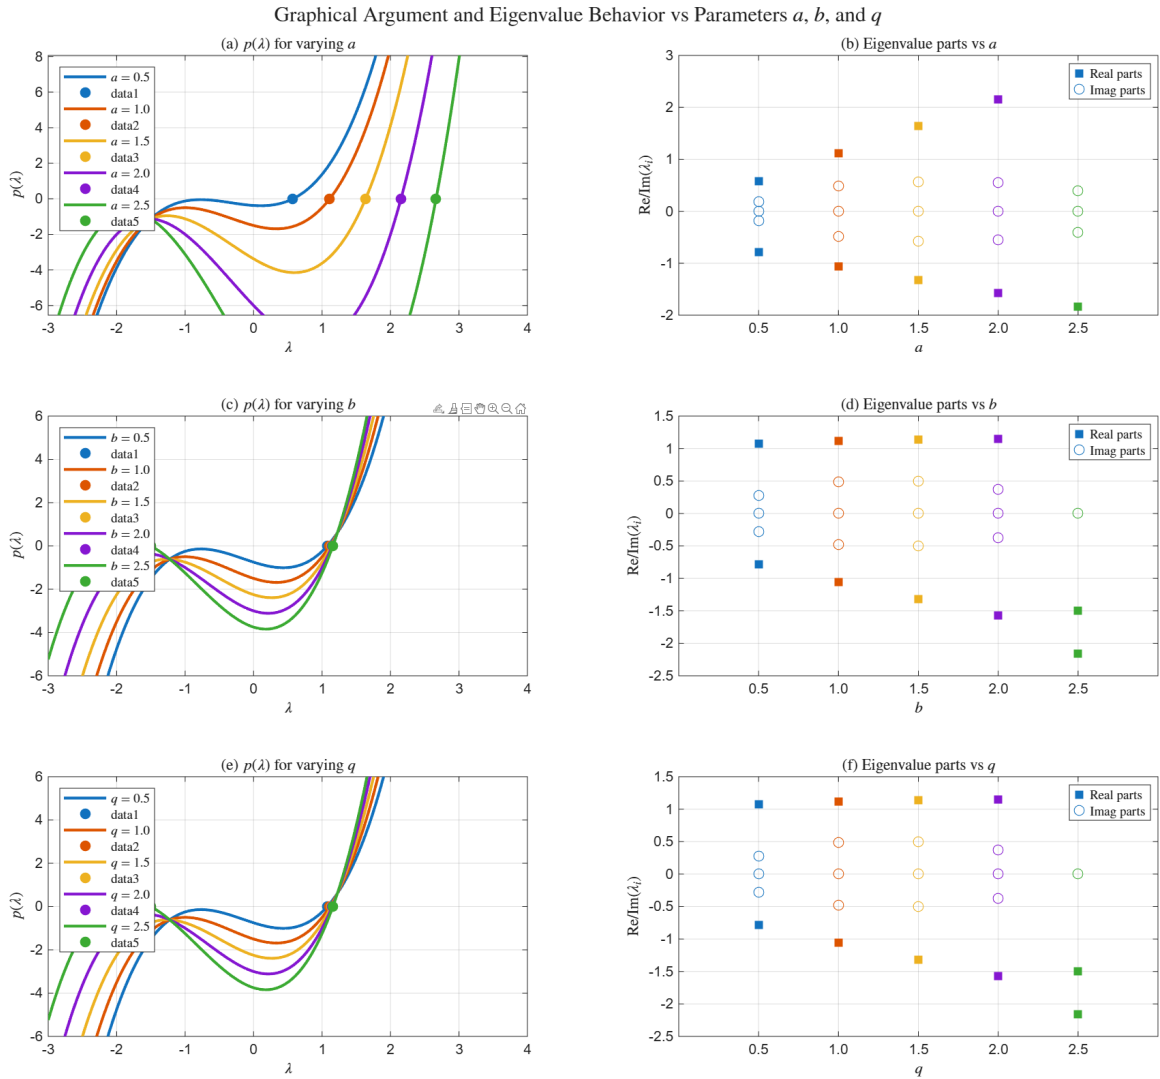 Graphical Argument and Eigenvalue Behavior vs Parameters a, b, and q
(a) p(λ) for varying a
8
6
4
2
0
-2
-4
-6
p(λ)
a = 0.5
data1
a = 1.0
data2
a = 1.5
data3
a = 2.0
data4
a = 2.5
data5
-3 -2 -1 0 1 2 3 4
λ
(b) Eigenvalue parts vs a
3
2
1
0
-1
-2
Re/Im(λi)
Real parts
Imag parts
0.5 1.0 1.5 2.0 2.5
a
(c) p(λ) for varying b
6
4
2
0
-2
-4
-6
p(λ)
b = 0.5
data1
b = 1.0
data2
b = 1.5
data3
b = 2.0
data4
b = 2.5
data5
-3 -2 -1 0 1 2 3 4
λ
(d) Eigenvalue parts vs b
1.5
1
0.5
0
-0.5
-1
-1.5
-2
-2.5
Re/Im(λi)
Real parts
Imag parts
0.5 1.0 1.5 2.0 2.5
b
(e) p(λ) for varying q
6
4
2
0
-2
-4
-6
p(λ)
q = 0.5
data1
q = 1.0
data2
q = 1.5
data3
q = 2.0
data4
q = 2.5
data5
-3 -2 -1 0 1 2 3 4
λ
(f) Eigenvalue parts vs q
1.5
1
0.5
0
-0.5
-1
-1.5
-2
-2.5
Re/Im(λi)
Real parts
Imag parts
0.5 1.0 1.5 2.0 2.5
q